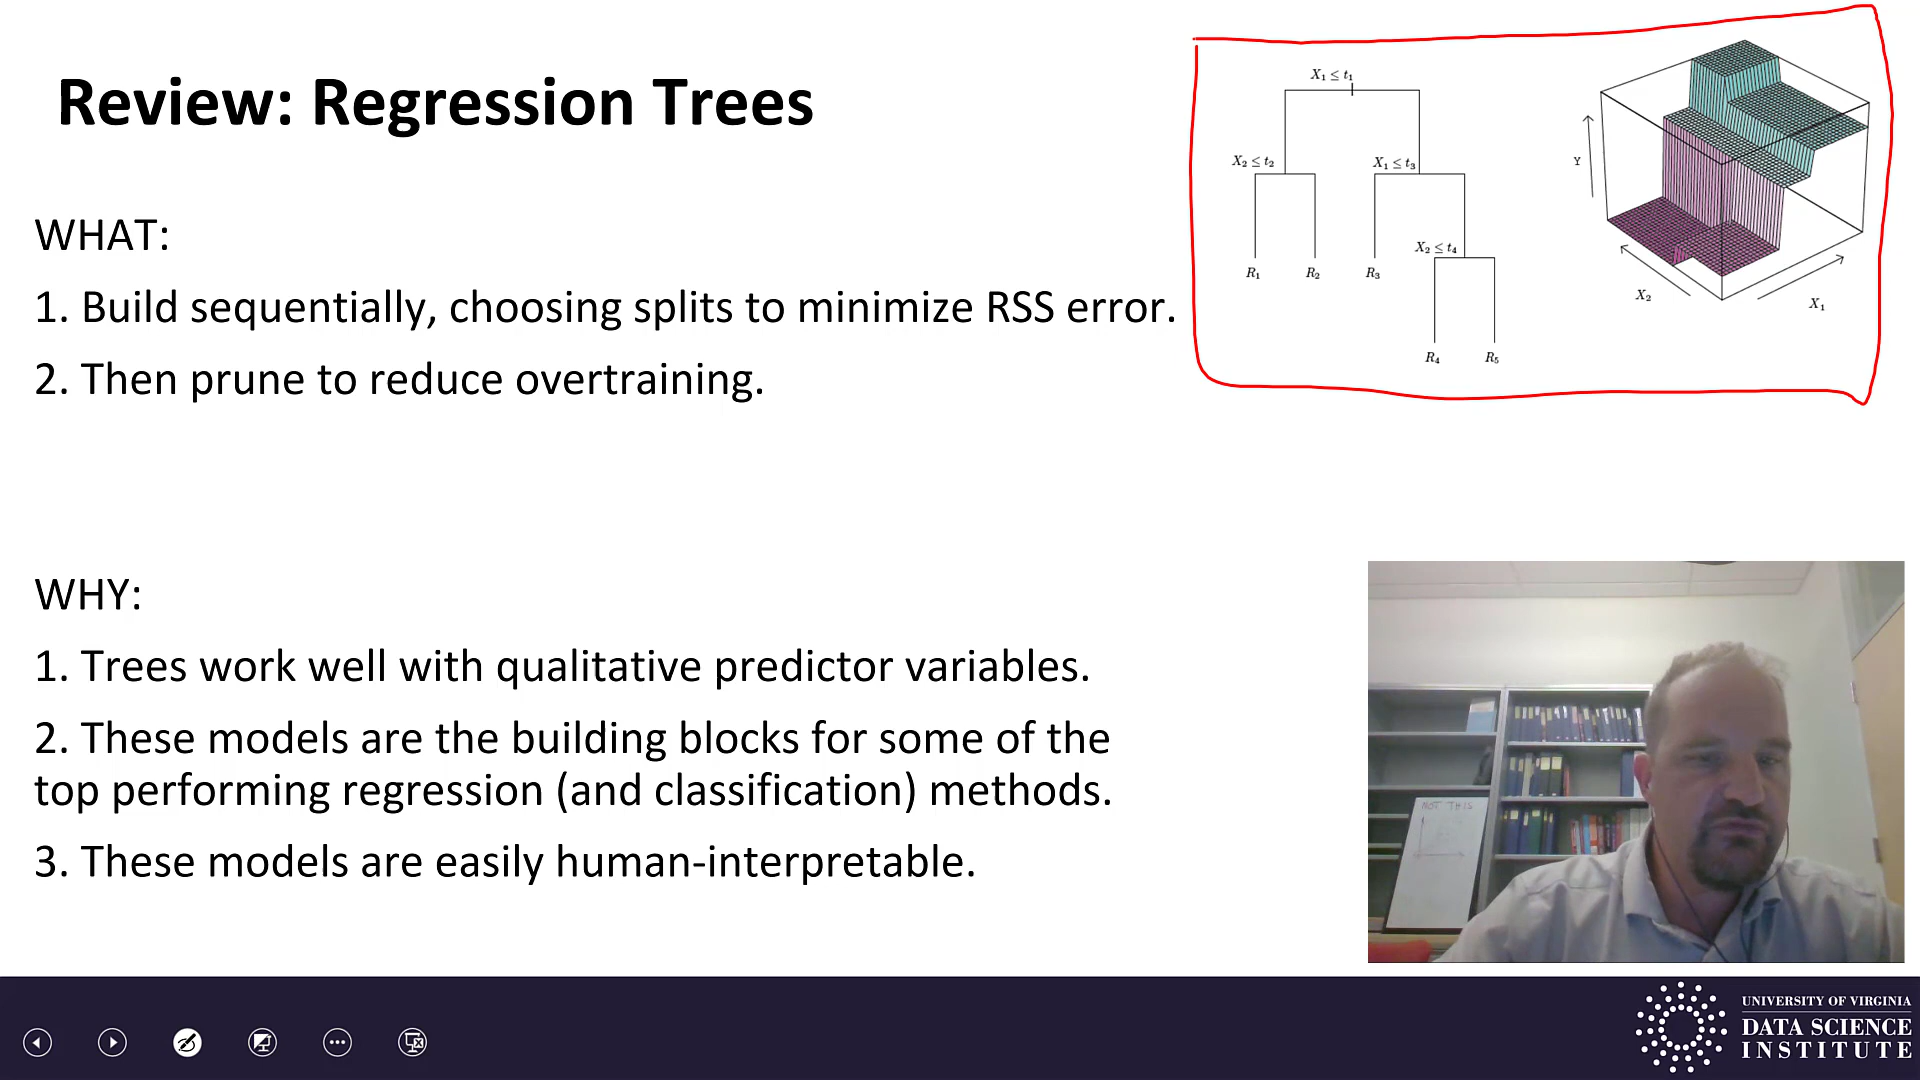 Review: Regression Trees
WHAT:
1. Build sequentially, choosing splits to minimize RSS error.
2. Then prune to reduce overtraining.
WHY:
1. Trees work well with qualitative predictor variables.
2. These models are the building blocks for some of the
top performing regression (and classification) methods.
3. These models are easily human-interpretable.
X₁ ≤ t₁
X₂ ≤ t₂
X₁ ≤ t₃
X₂ ≤ t₄
R₁
R₂
R₃
R₄
R₅
Y
X₂
X₁
NOT THIS
UNIVERSITY OF VIRGINIA
DATA SCIENCE
INSTITUTE